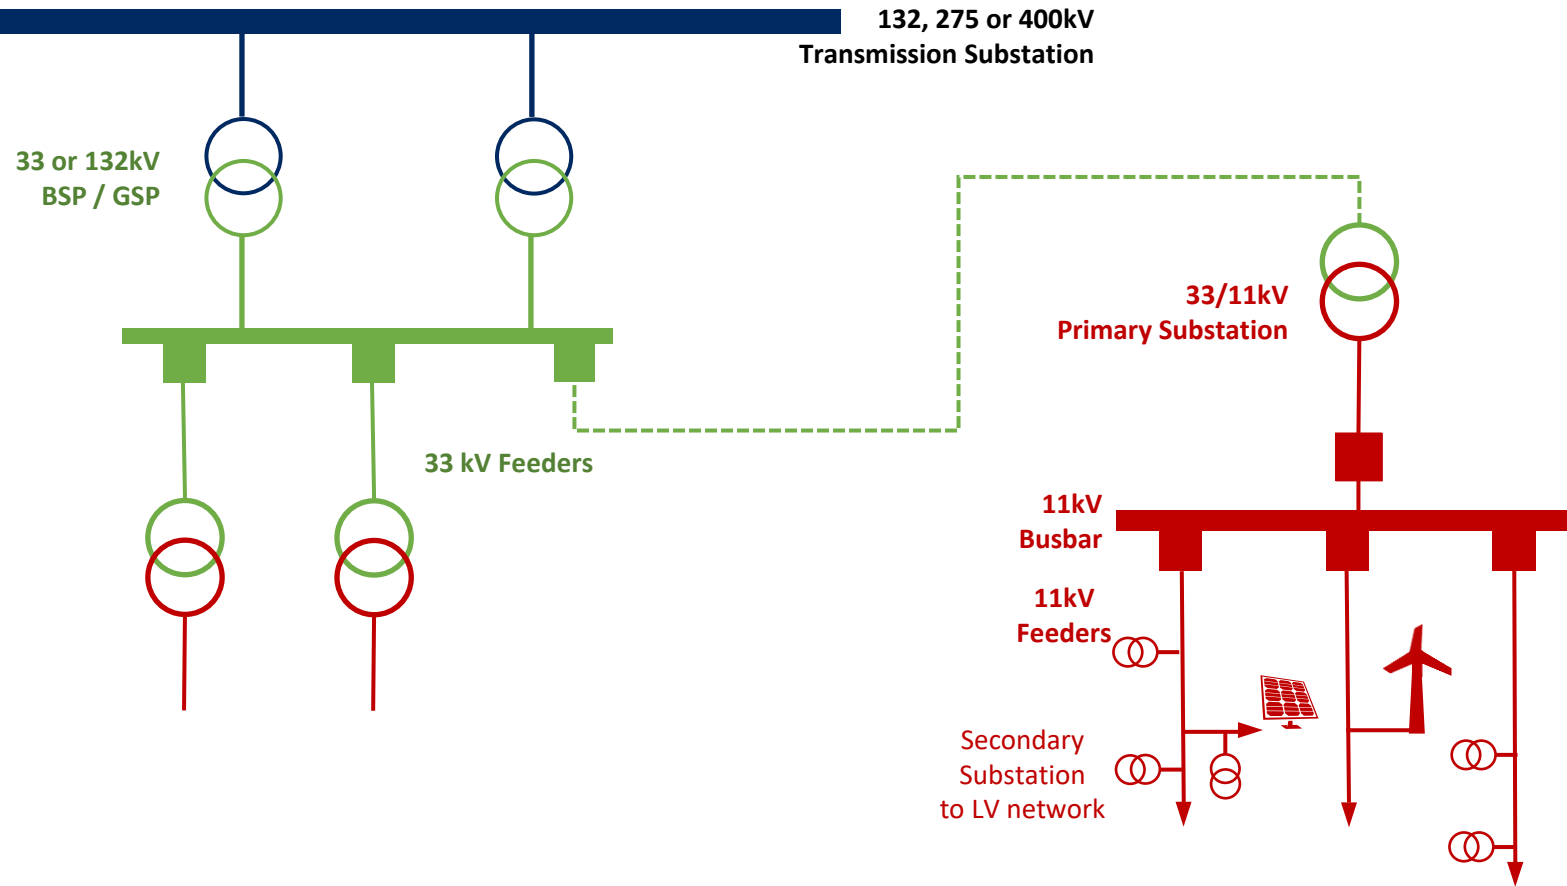 132, 275 or 400kV
Transmission Substation
33 or 132kV
BSP / GSP
33/11kV
Primary Substation
33 kV Feeders
11kV
Busbar
11kV
Feeders
Secondary
Substation
to LV network